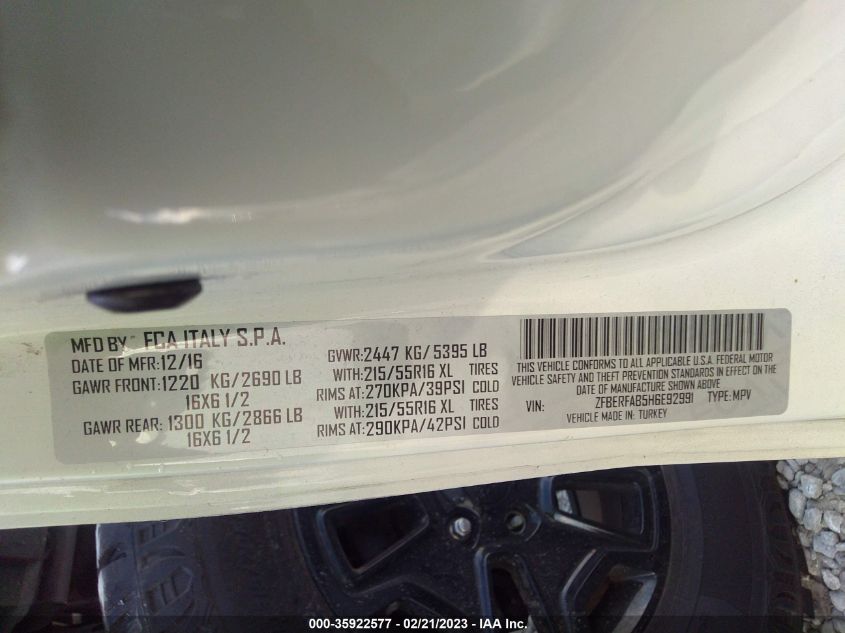 MFD BY FCA ITALY S.P.A.
DATE OF MFR:12/16
GAWR FRONT:1220 KG/2690 LB
16X6 1/2
GAWR REAR: 1300 KG/2866 LB
16X6 1/2
GVWR:2447 KG/5395 LB
WITH:215/55R16 XL TIRES
RIMS AT:270KPA/39PSI COLD
WITH:215/55R16 XL TIRES
RIMS AT:290KPA/42PSI COLD
THIS VEHICLE CONFORMS TO ALL APPLICABLE U.S.A. FEDERAL MOTOR
VEHICLE SAFETY AND THEFT PREVENTION STANDARDS IN EFFECT ON THE
DATE OF MANUFACTURE SHOWN ABOVE
VIN: ZFBERFAB5H6E92991 TYPE: MPV
VEHICLE MADE IN: TURKEY
000-35922577 - 02/21/2023 - IAA Inc.